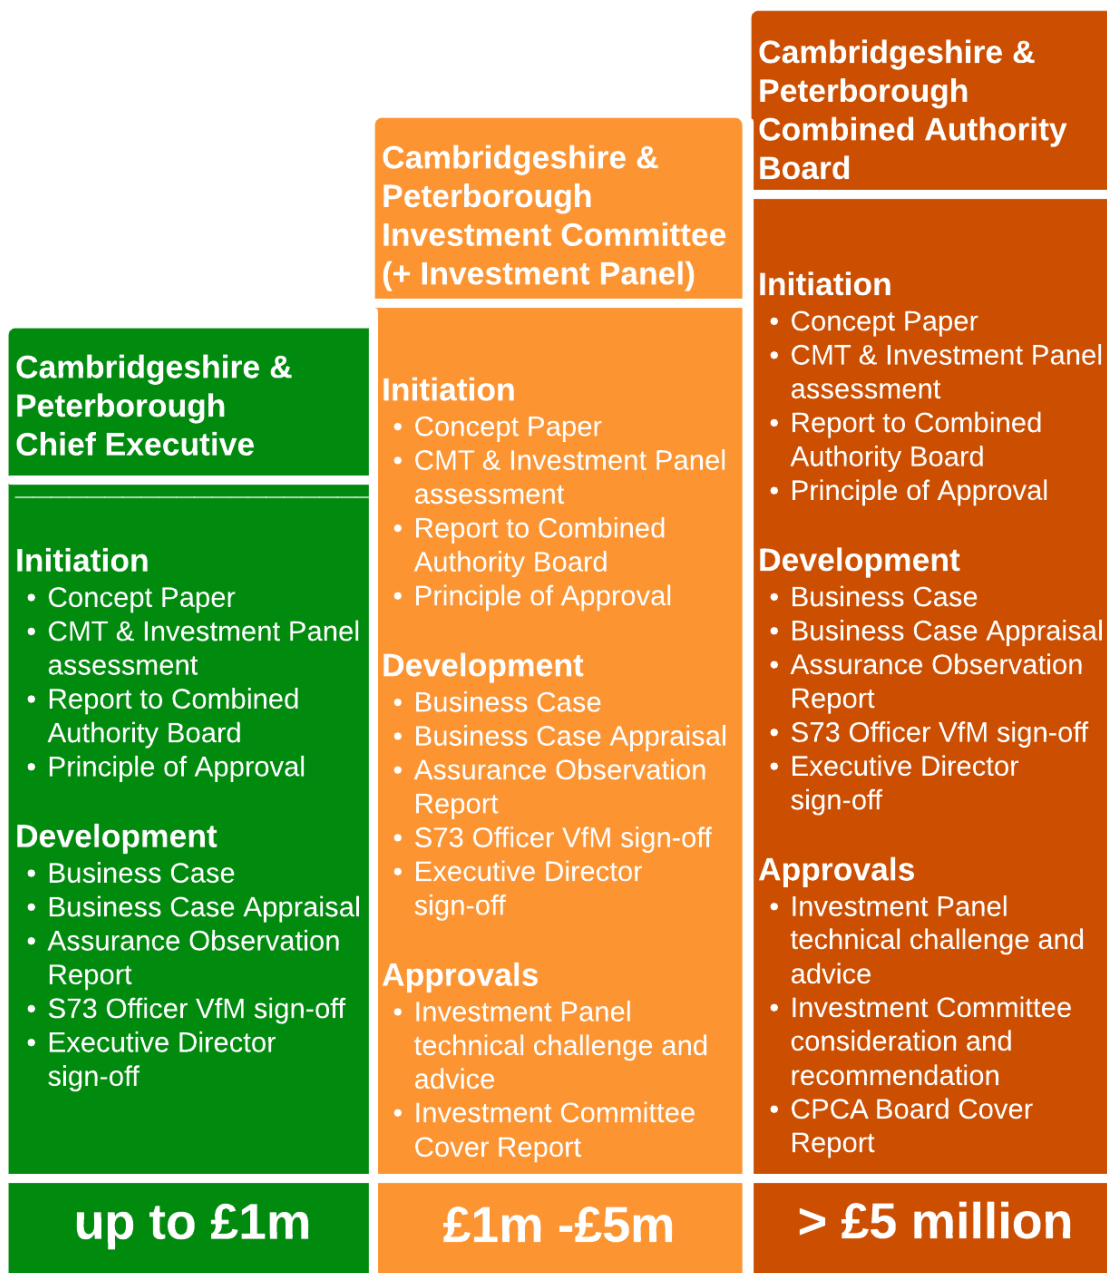 Cambridgeshire &
Peterborough
Chief Executive
Initiation
• Concept Paper
• CMT & Investment Panel
assessment
• Report to Combined
Authority Board
• Principle of Approval
Development
• Business Case
• Business Case Appraisal
• Assurance Observation
Report
• S73 Officer VfM sign-off
• Executive Director
sign-off
up to £1m
Cambridgeshire &
Peterborough
Investment Committee
(+ Investment Panel)
Initiation
• Concept Paper
• CMT & Investment Panel
assessment
• Report to Combined
Authority Board
• Principle of Approval
Development
• Business Case
• Business Case Appraisal
• Assurance Observation
Report
• S73 Officer VfM sign-off
• Executive Director
sign-off
Approvals
• Investment Panel
technical challenge and
advice
• Investment Committee
Cover Report
£1m -£5m
Cambridgeshire &
Peterborough
Combined Authority
Board
Initiation
• Concept Paper
• CMT & Investment Panel
assessment
• Report to Combined
Authority Board
• Principle of Approval
Development
• Business Case
• Business Case Appraisal
• Assurance Observation
Report
• S73 Officer VfM sign-off
• Executive Director
sign-off
Approvals
• Investment Panel
technical challenge and
advice
• Investment Committee
consideration and
recommendation
• CPCA Board Cover
Report
> £5 million